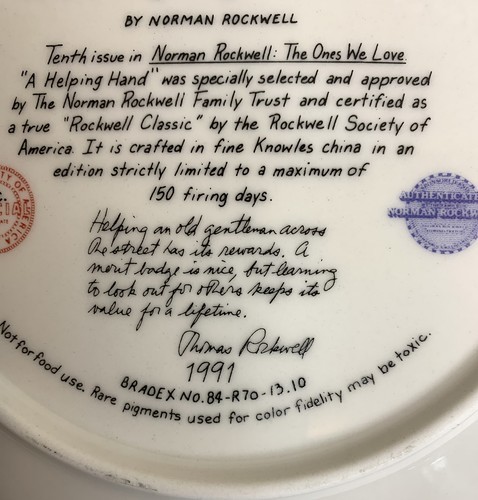 BY NORMAN ROCKWELL
Tenth issue in Norman Rockwell: The Ones We Love
"A Helping Hand" was specially selected and approved
by The Norman Rockwell Family Trust and certified as
a true "Rockwell Classic" by the Rockwell Society of
America. It is crafted in fine Knowles china in an
edition strictly limited to a maximum of
150 firing days.
AUTHENTICATE
NORMAN ROCKW
Helping an old gentleman across
the street has its rewards. A
merit badge is nice, but learning
to look out for others keeps its
value for a lifetime.
Thomas Rockwell
1991
BRADEX NO. 84-R70-13.10
Not for food use. Rare pigments used for color fidelity may be toxic.